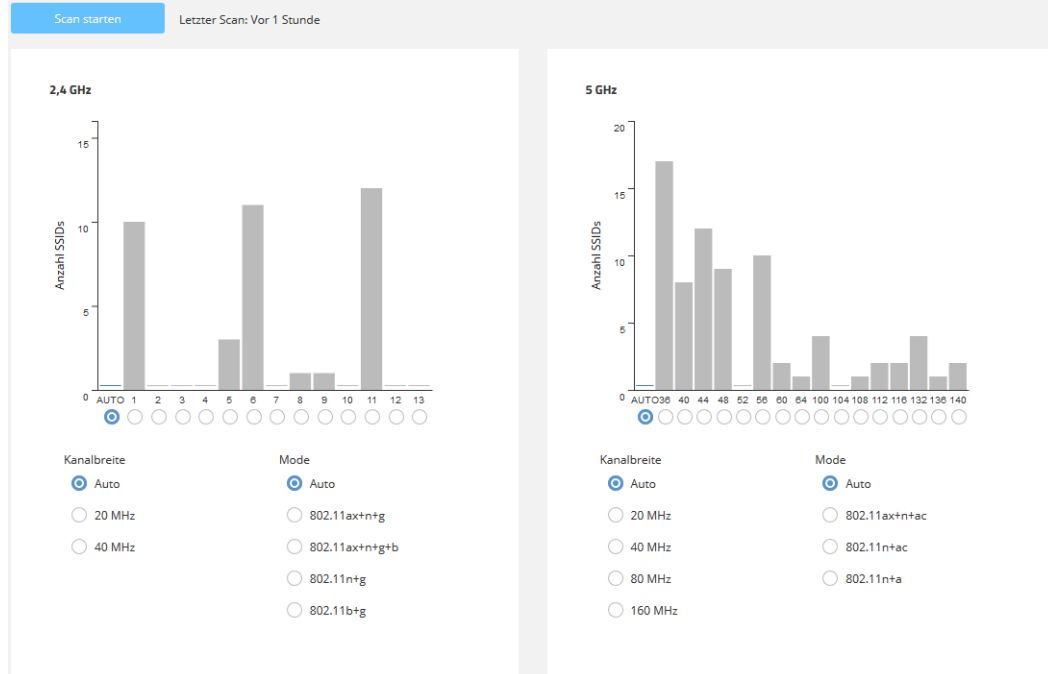 Scan starten Letzter Scan: Vor 1 Stunde
2,4 GHz
15
10
5
0
Anzahl SSIDs
AUTO 1 2 3 4 5 6 7 8 9 10 11 12 13
Kanalbreite
Auto
20 MHz
40 MHz
Mode
Auto
802.11ax+n+g
802.11ax+n+g+b
802.11n+g
802.11b+g
5 GHz
20
15
10
5
0
Anzahl SSIDs
AUTO 36 40 44 48 52 56 60 64 100 104 108 112 116 132 136 140
Kanalbreite
Auto
20 MHz
40 MHz
80 MHz
160 MHz
Mode
Auto
802.11ax+n+ac
802.11n+ac
802.11n+a